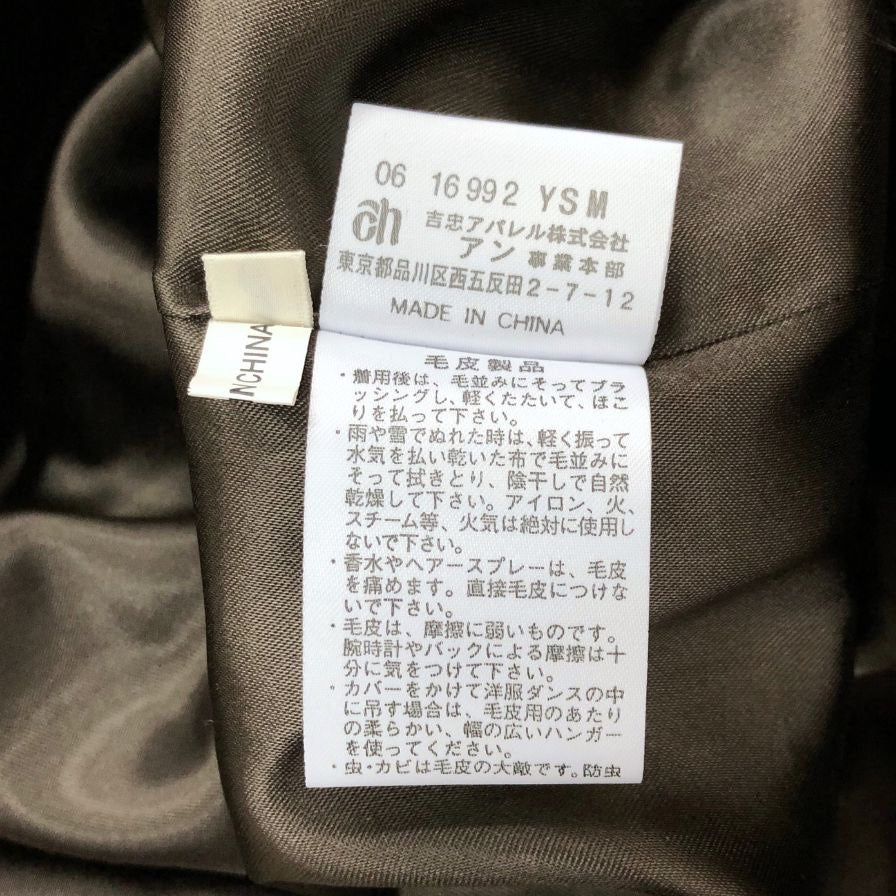 06 16992 YSM
ch
吉忠アパレル株式会社
アン 事業本部
東京都品川区西五反田2-7-12
MADE IN CHINA
NCHINA
毛皮製品
・着用後は、毛並みにそってブラ
ッシングし、軽くたたいて、ほこ
りを払って下さい。
・雨や雪でぬれた時は、軽く振って
水気を払い乾いた布で毛並みに
そって拭きとり、陰干しで自然
乾燥して下さい。アイロン、火、
スチーム等、火気は絶対に使用し
ないで下さい。
・香水やヘアースプレーは、毛皮
を痛めます。直接毛皮につけな
いで下さい。
・毛皮は、摩擦に弱いものです。
腕時計やバックによる摩擦は十
分に気をつけて下さい。
・カバーをかけて洋服ダンスの中
に吊す場合は、毛皮用のあたり
の柔らかい、幅の広いハンガー
を使ってください。
・虫・カビは毛皮の大敵です。防虫